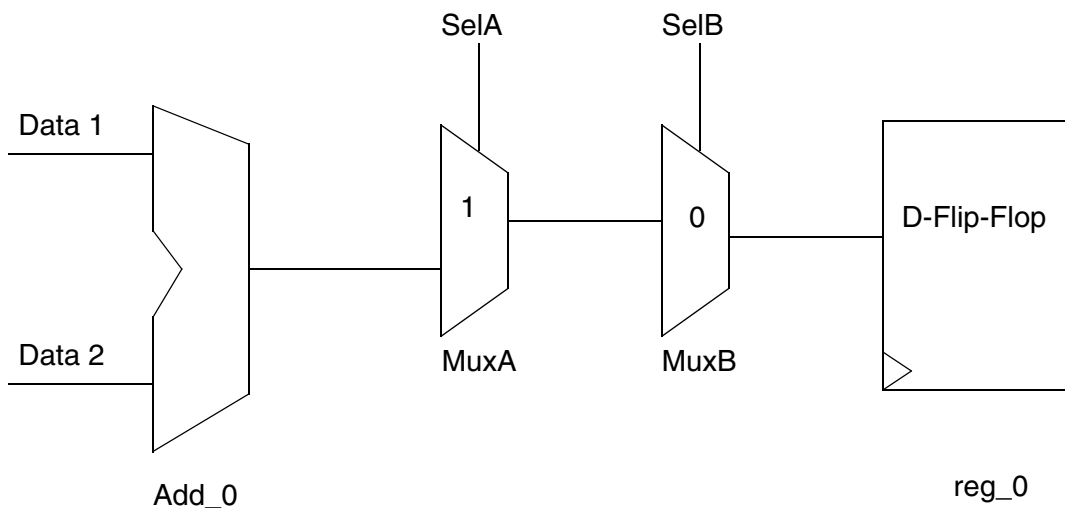 SelA
SelB
Data 1
1
0
D-Flip-Flop
Data 2
MuxA
MuxB
Add_0
reg_0